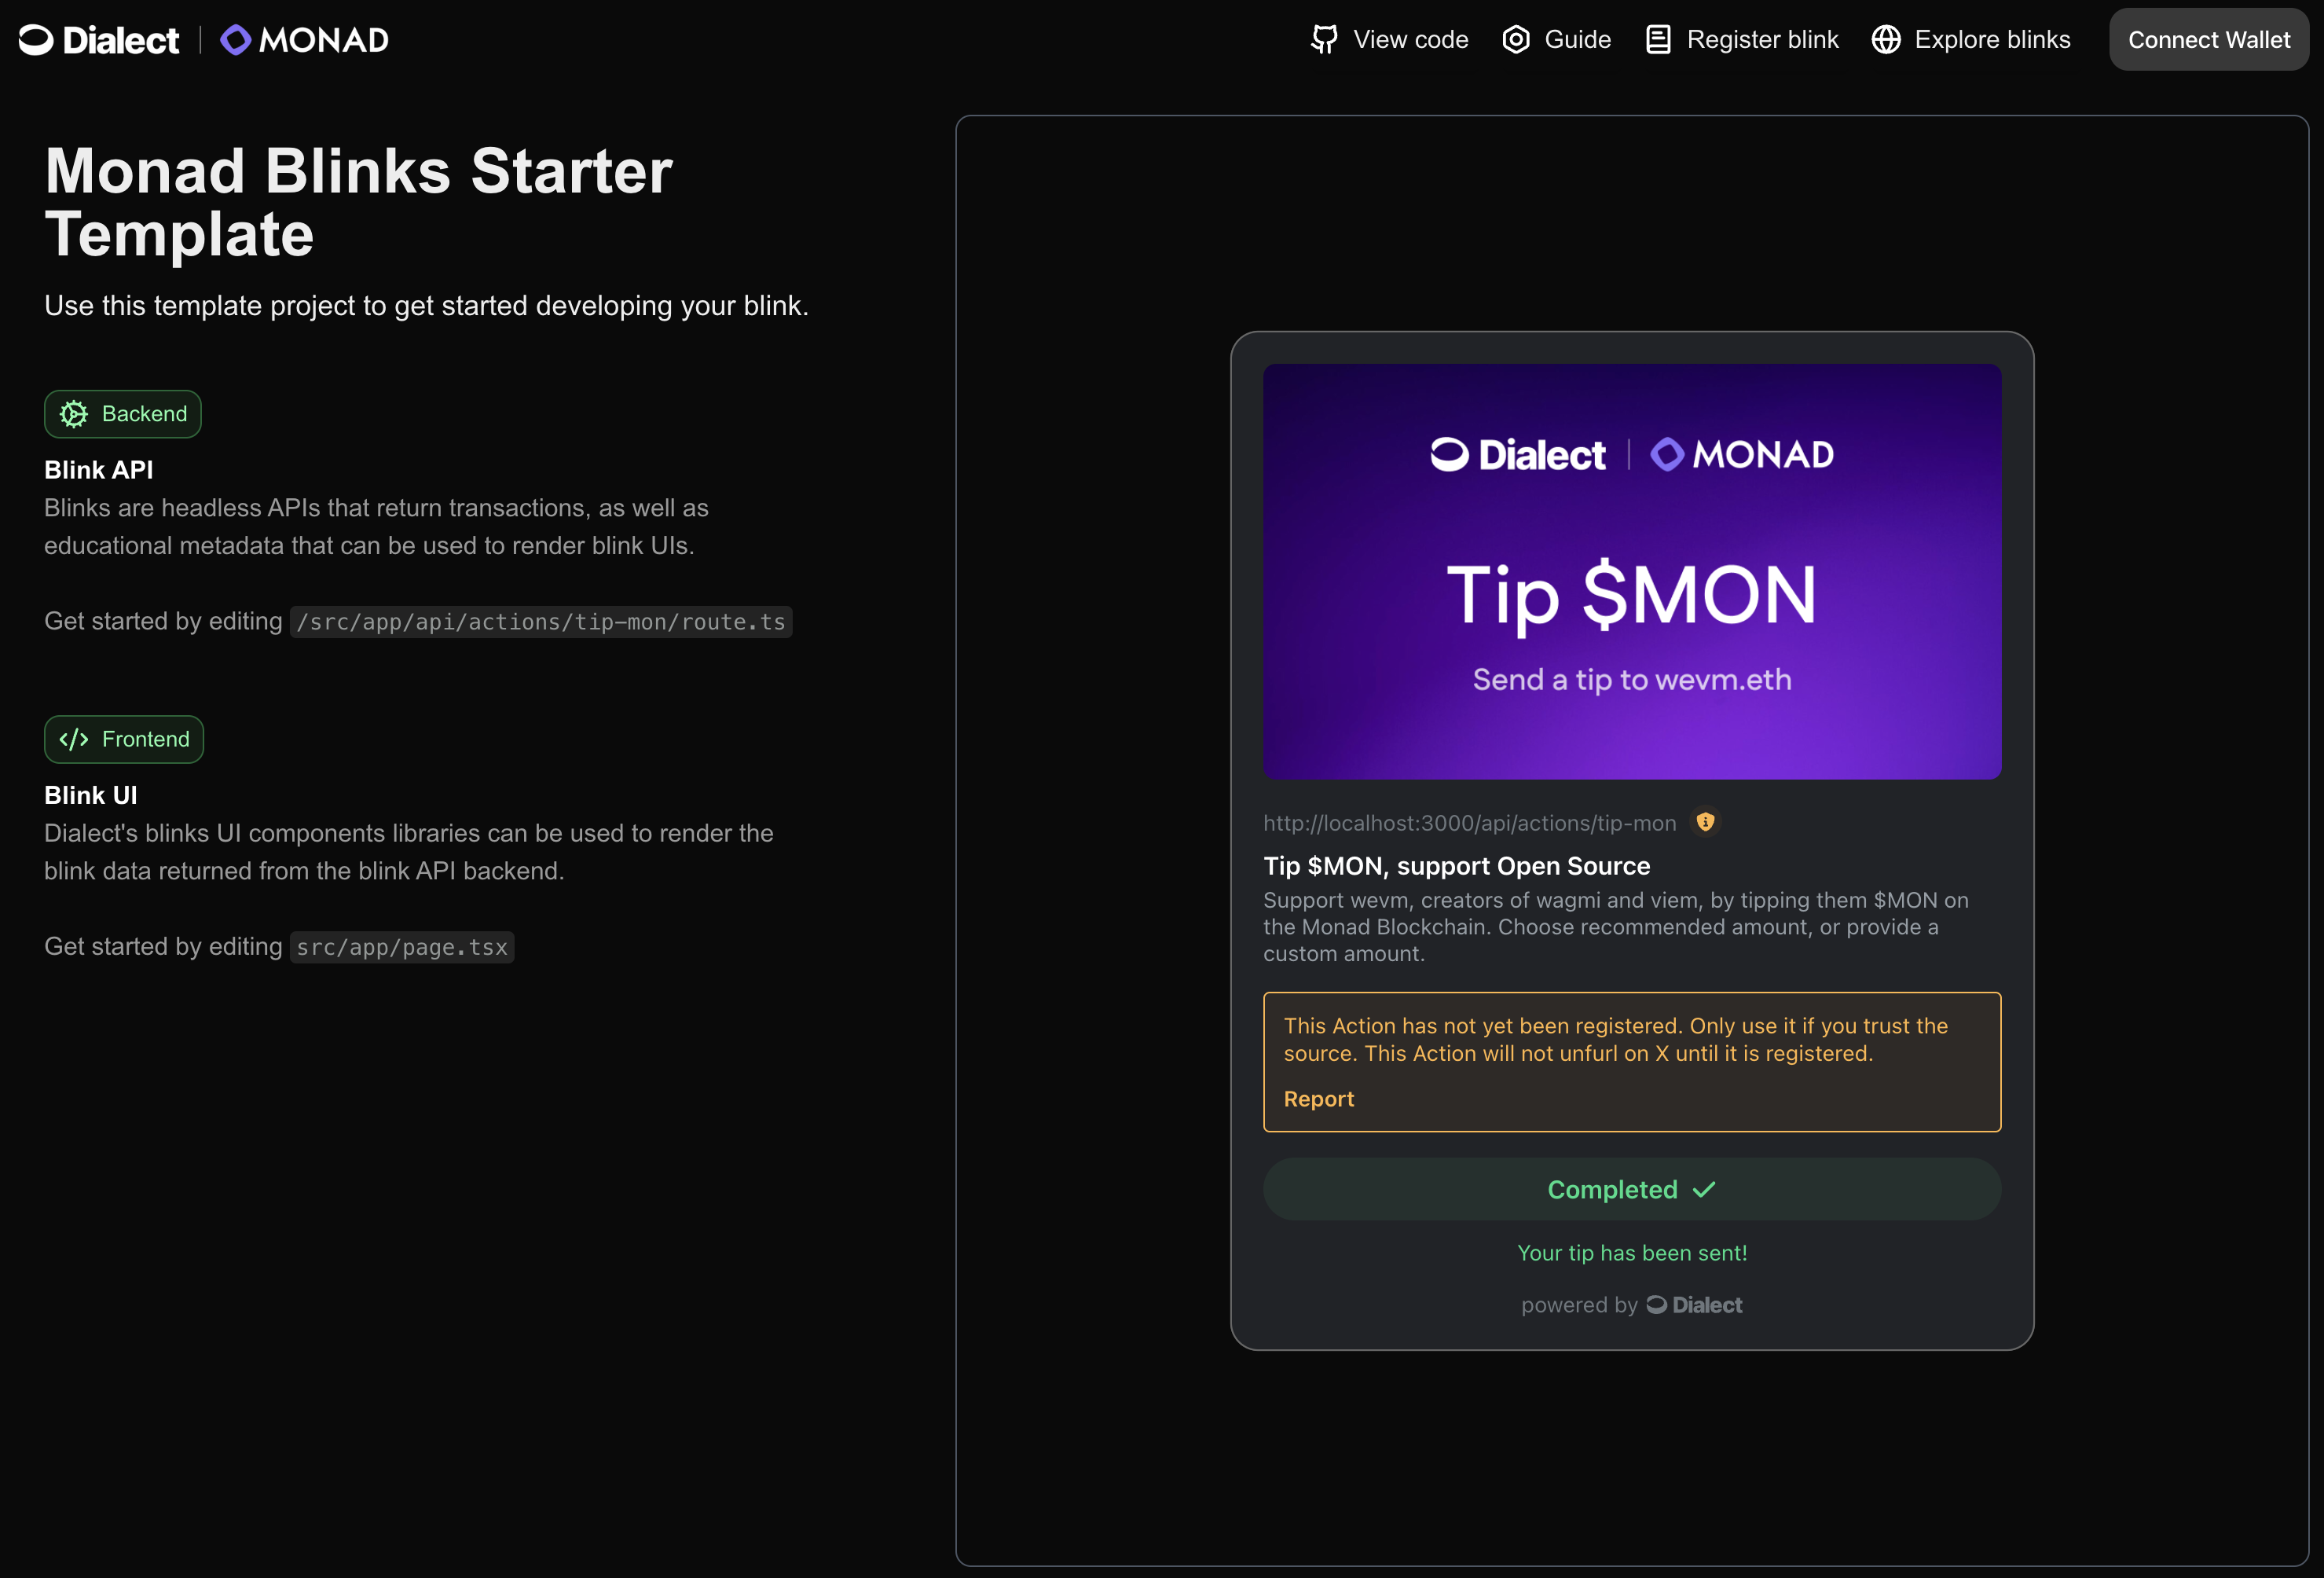 Dialect | MONAD
View code Guide Register blink Explore blinks Connect Wallet
Monad Blinks Starter
Template
Use this template project to get started developing your blink.
Backend
Blink API
Blinks are headless APIs that return transactions, as well as
educational metadata that can be used to render blink UIs.
Get started by editing /src/app/api/actions/tip-mon/route.ts
</> Frontend
Blink UI
Dialect's blinks UI components libraries can be used to render the
blink data returned from the blink API backend.
Get started by editing src/app/page.tsx
Dialect | MONAD
Tip $MON
Send a tip to wevm.eth
http://localhost:3000/api/actions/tip-mon
Tip $MON, support Open Source
Support wevm, creators of wagmi and viem, by tipping them $MON on
the Monad Blockchain. Choose recommended amount, or provide a
custom amount.
This Action has not yet been registered. Only use it if you trust the
source. This Action will not unfurl on X until it is registered.
Report
Completed
Your tip has been sent!
powered by Dialect